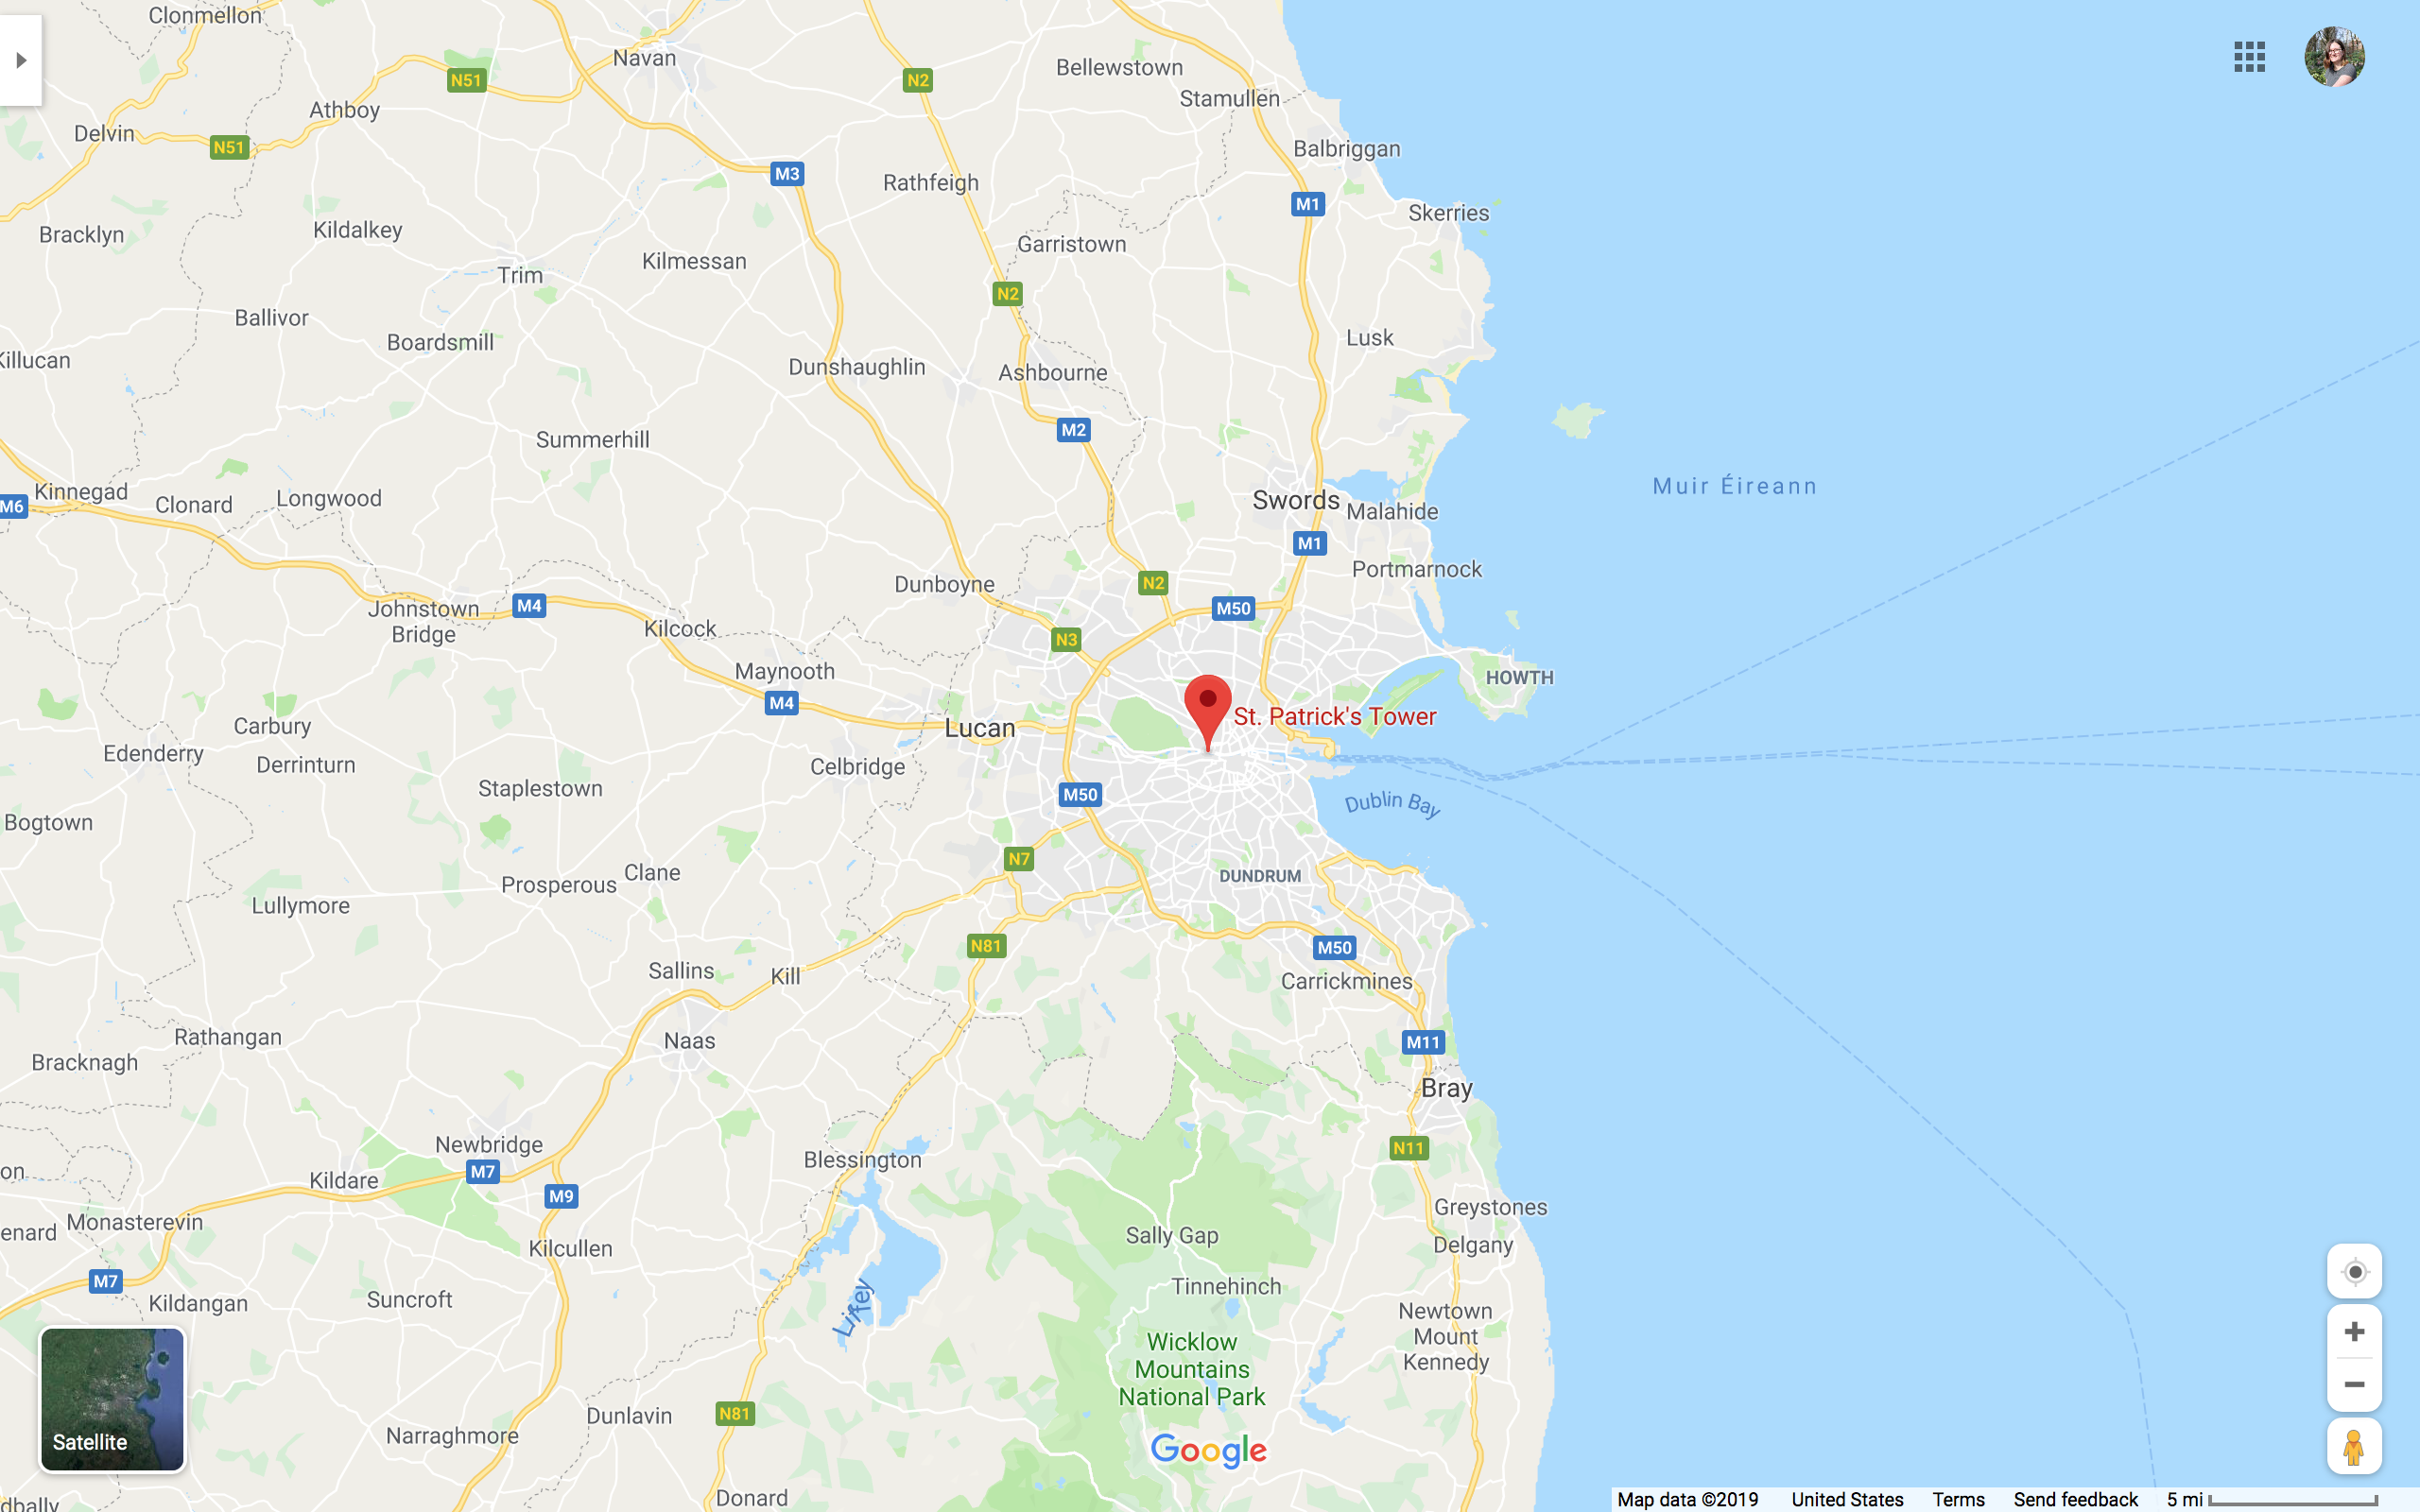 Clonmellon
Navan
N51
N2
Bellewstown
Stamullen
Athboy
Delvin
N51
Balbriggan
M3
Rathfeigh
M1
Skerries
Bracklyn
Kildalkey
Garristown
Trim
Kilmessan
N2
Ballivor
Boardsmill
Lusk
Killucan
Dunshaughlin
Ashbourne
M2
Summerhill
Muir Éireann
Kinnegad
Clonard
Longwood
M6
Swords
Malahide
M1
Portmarnock
Dunboyne
N2
Johnstown
Bridge
M4
M50
Kilcock
N3
Maynooth
HOWTH
M4
St. Patrick's Tower
Carbury
Lucan
Edenderry
Derrinturn
Celbridge
Staplestown
M50
Dublin Bay
Bogtown
N7
Clane
DUNDRUM
Prosperous
Lullymore
N81
M50
Sallins
Kill
Carrickmines
Rathangan
Naas
M11
Bracknagh
Bray
Newbridge
N11
Blessington
on
M7
Kildare
M9
Greystones
Monasterevin
enard
Sally Gap
Delgany
Kilcullen
M7
Tinnehinch
Kildangan
Suncroft
Liffey
Newtown
Mount
Kennedy
Wicklow
Mountains
National Park
Dunlavin
N81
Narraghmore
Satellite
Google
Donard
dbally
Map data ©2019 United States Terms Send feedback 5 mi